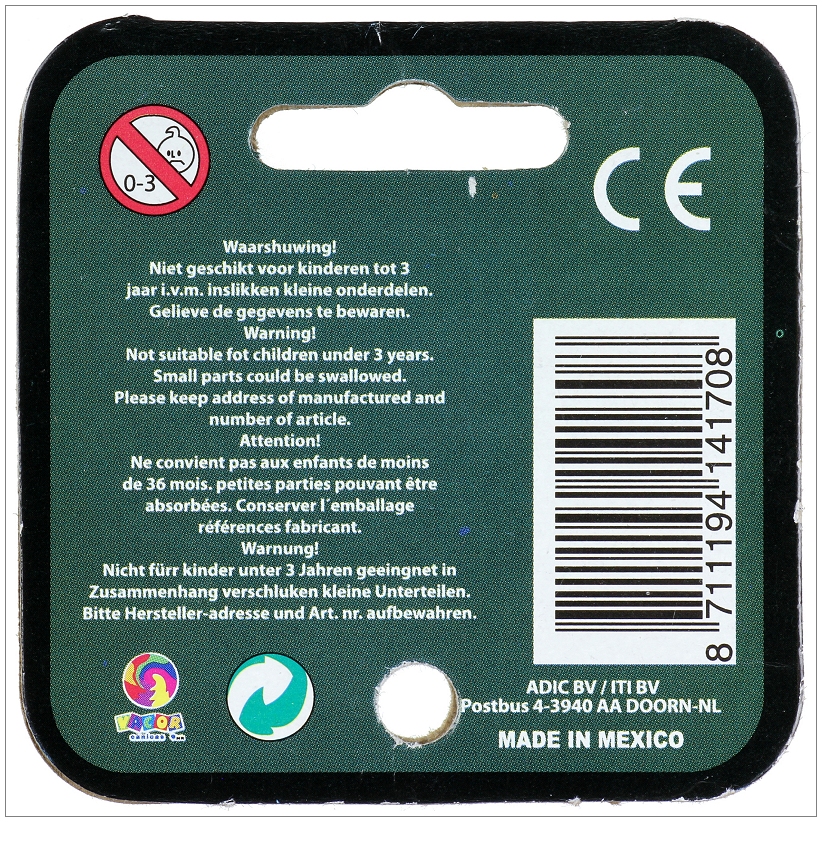 0-3
CE
Waarshuwing!
Niet geschikt voor kinderen tot 3
jaar i.v.m. inslikken kleine onderdelen.
Gelieve de gegevens te bewaren.
Warning!
Not suitable fot children under 3 years.
Small parts could be swallowed.
Please keep address of manufactured and
number of article.
Attention!
Ne convient pas aux enfants de moins
de 36 mois. petites parties pouvant être
absorbées. Conserver l´emballage
références fabricant.
Warnung!
Nicht fürr kinder unter 3 Jahren geeingnet in
Zusammenhang verschluken kleine Unterteilen.
Bitte Hersteller-adresse und Art. nr. aufbewahren.
8 711194 141708
VACOR
canicas
ADIC BV / ITI BV
Postbus 4-3940 AA DOORN-NL
MADE IN MEXICO